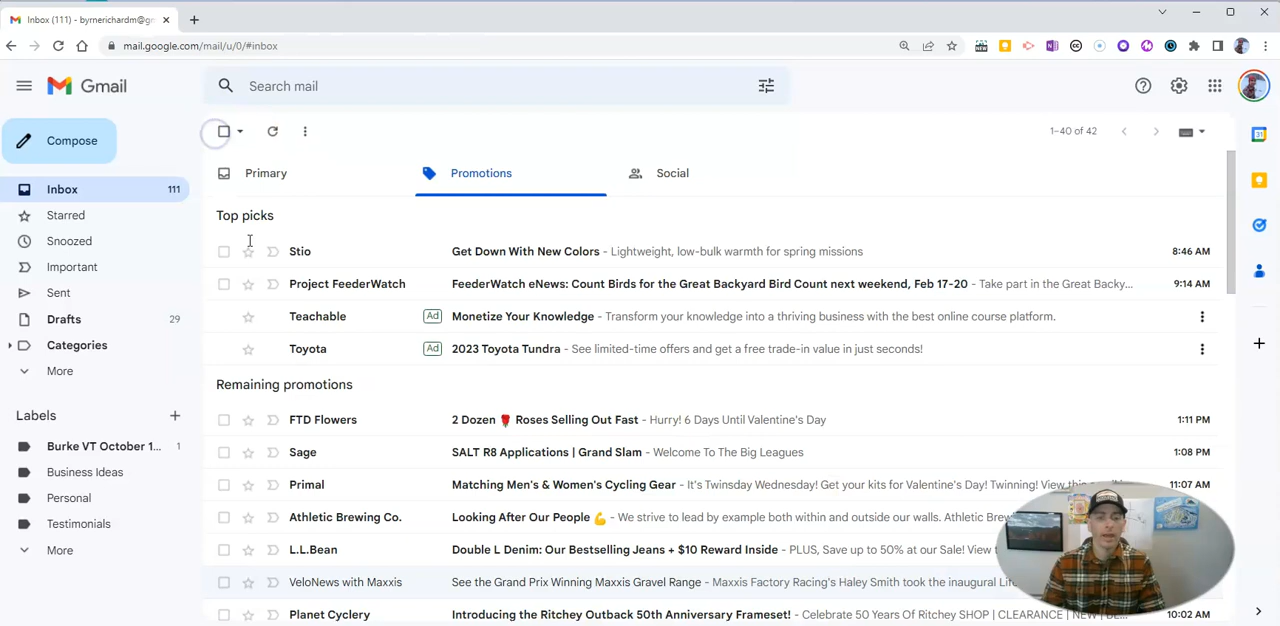 Inbox (111) - byrnerichardm@gm
mail.google.com/mail/u/0/#inbox
Gmail
Search mail
Compose
1–40 of 42
Primary
Promotions
Social
Inbox 111
Starred
Snoozed
Important
Sent
Drafts 29
Categories
More
Labels
Burke VT October 1... 1
Business Ideas
Personal
Testimonials
More
Top picks
Stio Get Down With New Colors - Lightweight, low-bulk warmth for spring missions 8:46 AM
Project FeederWatch FeederWatch eNews: Count Birds for the Great Backyard Bird Count next weekend, Feb 17-20 - Take part in the Great Backy... 9:14 AM
Teachable Ad Monetize Your Knowledge - Transform your knowledge into a thriving business with the best online course platform.
Toyota Ad 2023 Toyota Tundra - See limited-time offers and get a free trade-in value in just seconds!
Remaining promotions
FTD Flowers 2 Dozen 🌹 Roses Selling Out Fast - Hurry! 6 Days Until Valentine's Day 1:11 PM
Sage SALT R8 Applications | Grand Slam - Welcome To The Big Leagues 1:08 PM
Primal Matching Men's & Women's Cycling Gear - It's Twinsday Wednesday! Get your kits for Valentine's Day! Twinning! View thi 11:07 AM
Athletic Brewing Co. Looking After Our People 💪 - We strive to lead by example both within and outside our walls. Athletic Brew
L.L.Bean Double L Denim: Our Bestselling Jeans + $10 Reward Inside - PLUS, Save up to 50% at our Sale! View t
VeloNews with Maxxis See the Grand Prix Winning Maxxis Gravel Range - Maxxis Factory Racing's Haley Smith took the inaugural Life
Planet Cyclery Introducing the Ritchey Outback 50th Anniversary Frameset! - Celebrate 50 Years Of Ritchey SHOP | CLEARANCE | NEW | 10:02 AM